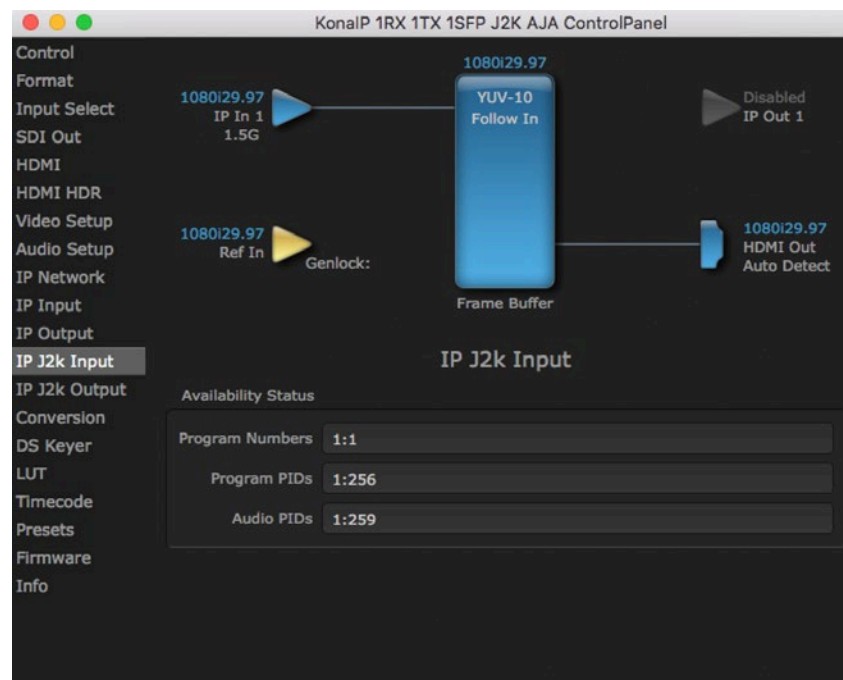 KonaIP 1RX 1TX 1SFP J2K AJA ControlPanel
Control
Format
Input Select
SDI Out
HDMI
HDMI HDR
Video Setup
Audio Setup
IP Network
IP Input
IP Output
IP J2k Input
IP J2k Output
Conversion
DS Keyer
LUT
Timecode
Presets
Firmware
Info
1080i29.97
IP In 1
1.5G
1080i29.97
Ref In
Genlock:
1080i29.97
YUV-10
Follow In
Frame Buffer
Disabled
IP Out 1
1080i29.97
HDMI Out
Auto Detect
IP J2k Input
Availability Status
Program Numbers 1:1
Program PIDs 1:256
Audio PIDs 1:259